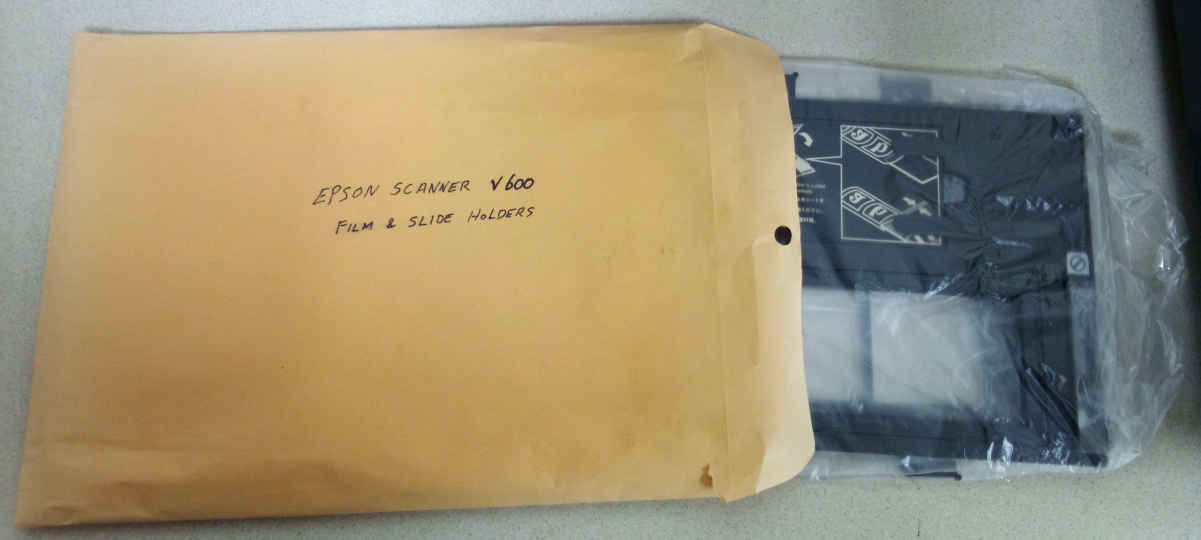 EPSON SCANNER V600
FILM & SLIDE HOLDERS